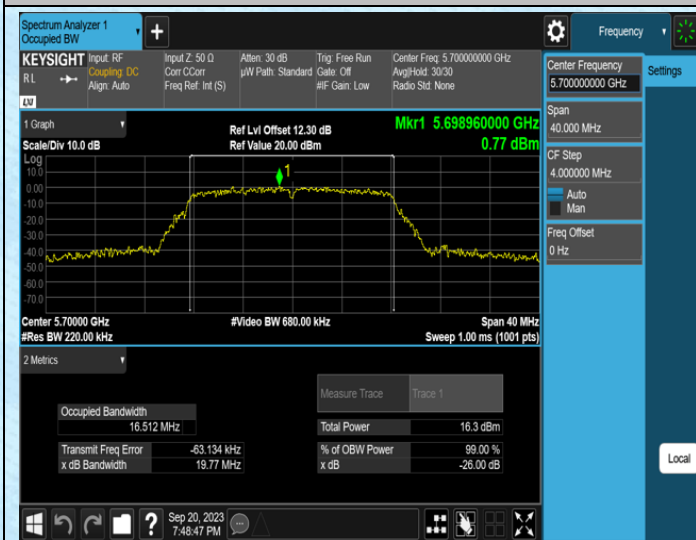 Spectrum Analyzer 1
Occupied BW
Frequency
KEYSIGHT
R L
LXI
Input: RF
Coupling: DC
Align: Auto
Input Z: 50 Ω
Corr CCorr
Freq Ref: Int (S)
Atten: 30 dB
µW Path: Standard
Trig: Free Run
Gate: Off
#IF Gain: Low
Center Freq: 5.700000000 GHz
Avg|Hold: 30/30
Radio Std: None
Center Frequency
5.700000000 GHz
Settings
Span
40.000 MHz
CF Step
4.000000 MHz
Auto
Man
Freq Offset
0 Hz
1 Graph
Scale/Div 10.0 dB
Ref Lvl Offset 12.30 dB
Ref Value 20.00 dBm
Mkr1 5.698960000 GHz
0.77 dBm
Log
10.0
0.00
-10.0
-20.0
-30.0
-40.0
-50.0
-60.0
-70.0
1
Center 5.70000 GHz
#Res BW 220.00 kHz
#Video BW 680.00 kHz
Span 40 MHz
Sweep 1.00 ms (1001 pts)
2 Metrics
Measure Trace
Trace 1
Occupied Bandwidth
16.512 MHz
Total Power
16.3 dBm
Transmit Freq Error
-63.134 kHz
% of OBW Power
99.00 %
x dB Bandwidth
19.77 MHz
x dB
-26.00 dB
Local
Sep 20, 2023
7:48:47 PM